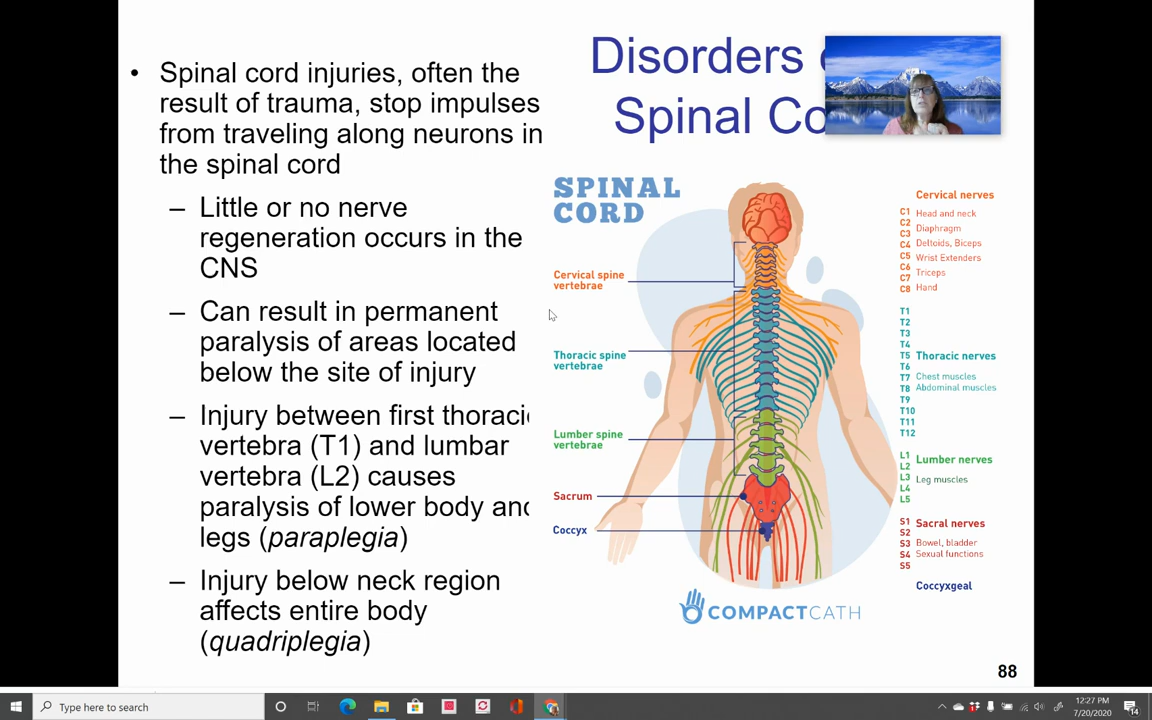 Disorders
Spinal Co
• Spinal cord injuries, often the
result of trauma, stop impulses
from traveling along neurons in
the spinal cord
– Little or no nerve
regeneration occurs in the
CNS
– Can result in permanent
paralysis of areas located
below the site of injury
– Injury between first thoraci
vertebra (T1) and lumbar
vertebra (L2) causes
paralysis of lower body and
legs (paraplegia)
– Injury below neck region
affects entire body
(quadriplegia)
SPINAL
CORD
Cervical spine
vertebrae
Thoracic spine
vertebrae
Lumber spine
vertebrae
Sacrum
Coccyx
Cervical nerves
C1 Head and neck
C2
C3 Diaphragm
C4 Deltoids, Biceps
C5 Wrist Extenders
C6
C7 Triceps
C8 Hand
T1
T2
T3
T4
T5 Thoracic nerves
T6
T7 Chest muscles
T8 Abdominal muscles
T9
T10
T11
T12
L1 Lumber nerves
L2
L3 Leg muscles
L4
L5
S1 Sacral nerves
S2
S3 Bowel, bladder
S4 Sexual functions
S5
Coccyxgeal
COMPACTCATH
88
Type here to search
12:27 PM
7/20/2020
14